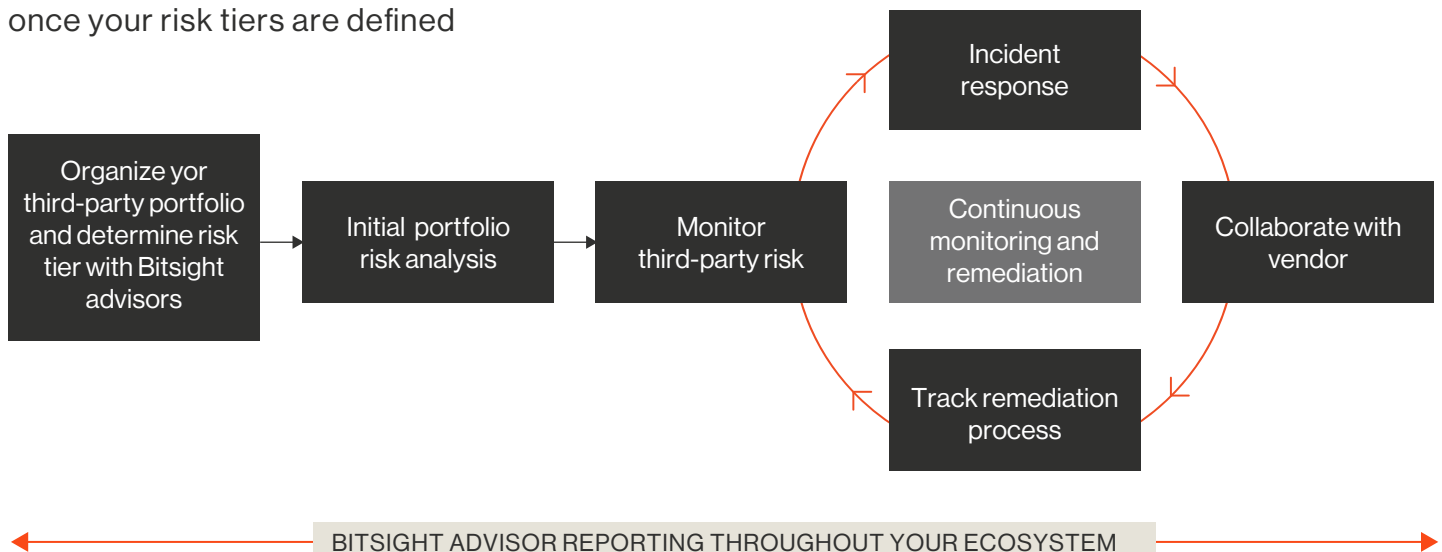 once your risk tiers are defined
Organize yor
third-party portfolio
and determine risk
tier with Bitsight
advisors
Initial portfolio
risk analysis
Monitor
third-party risk
Incident
response
Continuous
monitoring and
remediation
Collaborate with
vendor
Track remediation
process
BITSIGHT ADVISOR REPORTING THROUGHOUT YOUR ECOSYSTEM